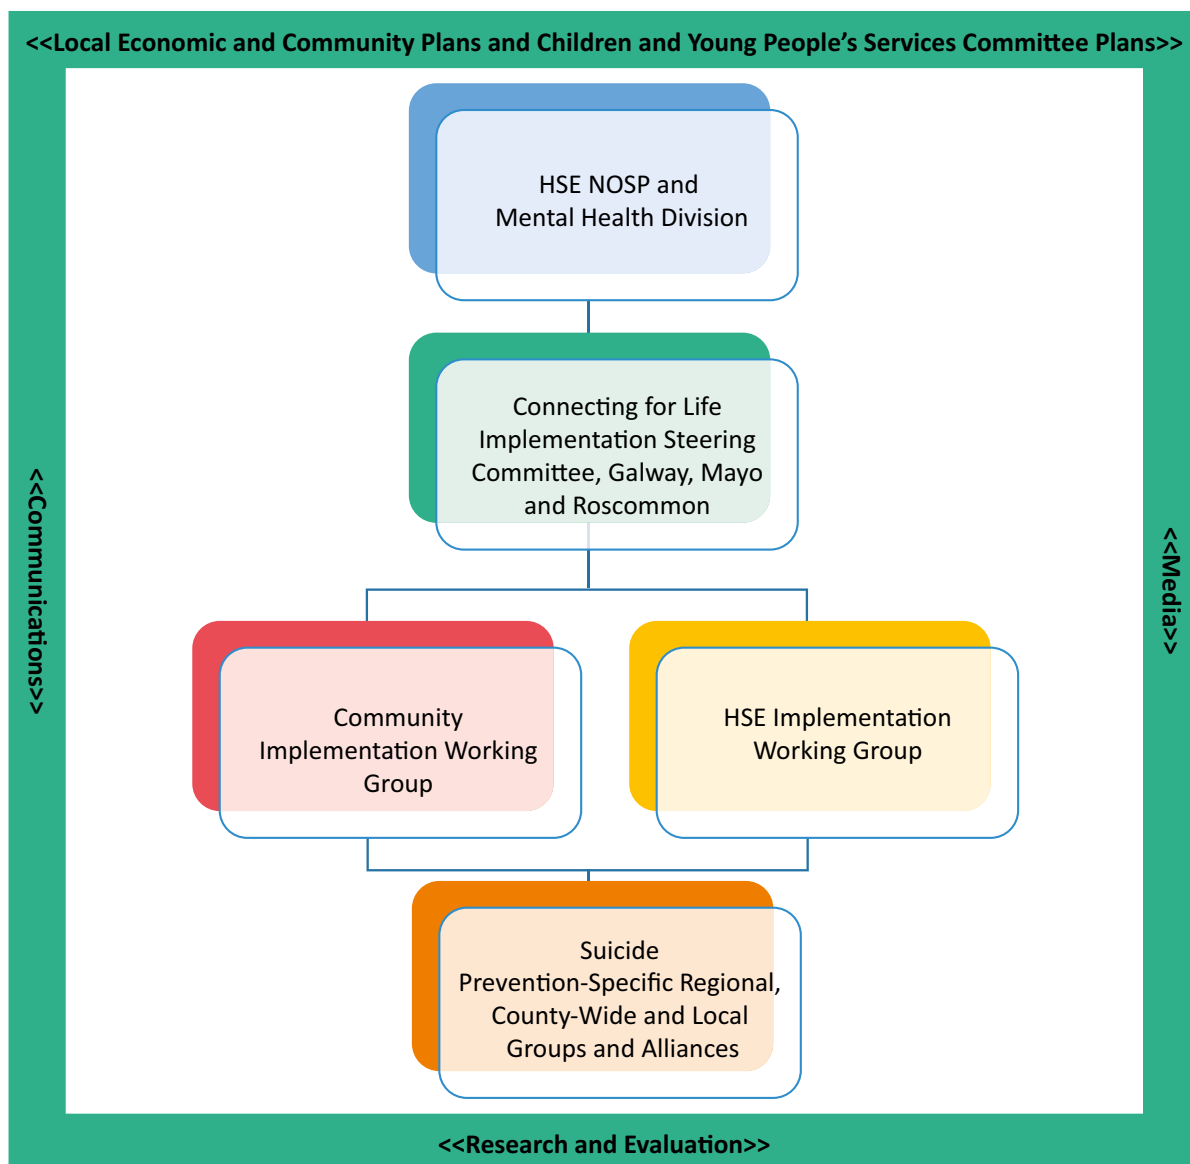 <<Local Economic and Community Plans and Children and Young People’s Services Committee Plans>>
HSE NOSP and
Mental Health Division
Connecting for Life
Implementation Steering
Committee, Galway, Mayo
and Roscommon
<<Communications>>
<<Media>>
Community
Implementation Working
Group
HSE Implementation
Working Group
Suicide
Prevention-Specific Regional,
County-Wide and Local
Groups and Alliances
<<Research and Evaluation>>